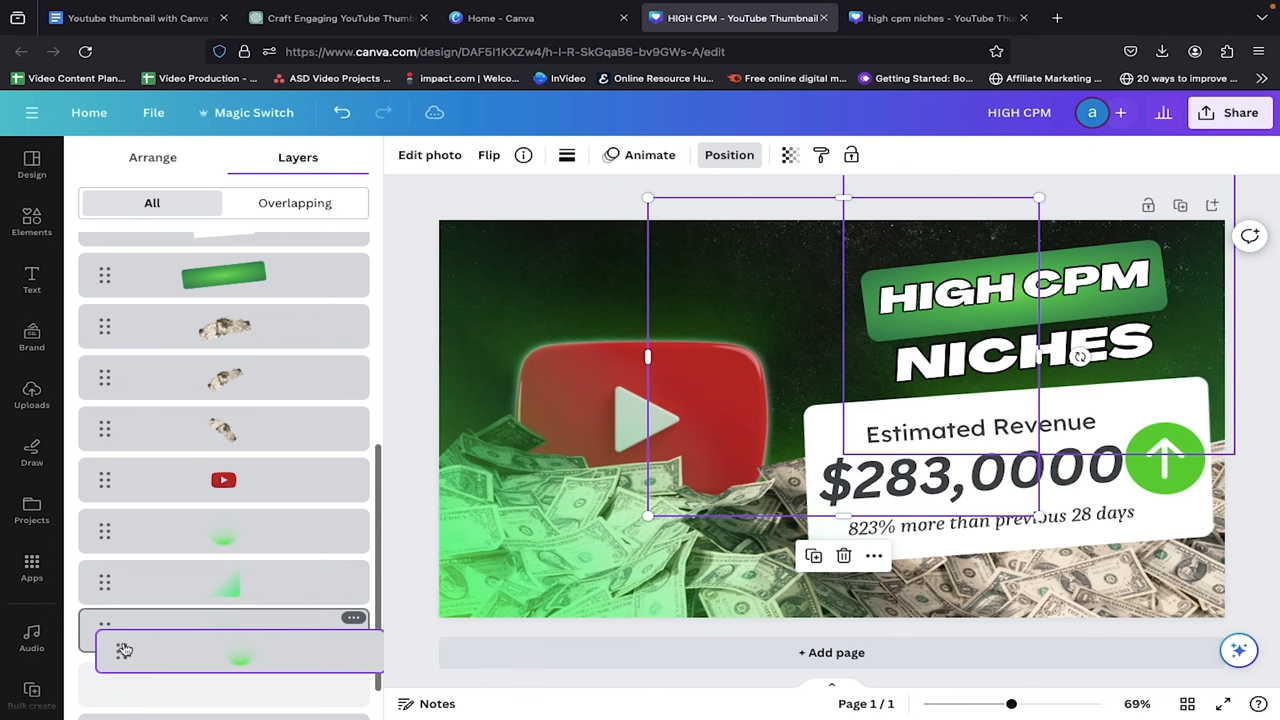 Youtube thumbnail with Canva
Craft Engaging YouTube Thumb
Home - Canva
HIGH CPM - YouTube Thumbnail
high cpm niches - YouTube Thu
https://www.canva.com/design/DAF5I1KXZw4/h-l-R-SkGqaB6-bv9GWs-A/edit
Video Content Plan...
Video Production - ...
ASD Video Projects ...
impact.com | Welco...
InVideo
Online Resource Hu...
Free online digital m...
Getting Started: Bo...
Affiliate Marketing ...
20 ways to improve ...
Home
File
Magic Switch
HIGH CPM
a
Share
Design
Elements
Text
Brand
Uploads
Draw
Projects
Apps
Audio
Bulk create
Arrange
Layers
All
Overlapping
Edit photo
Flip
Animate
Position
HIGH CPM
NICHES
Estimated Revenue
$283,0000
823% more than previous 28 days
+ Add page
Notes
Page 1 / 1
69%